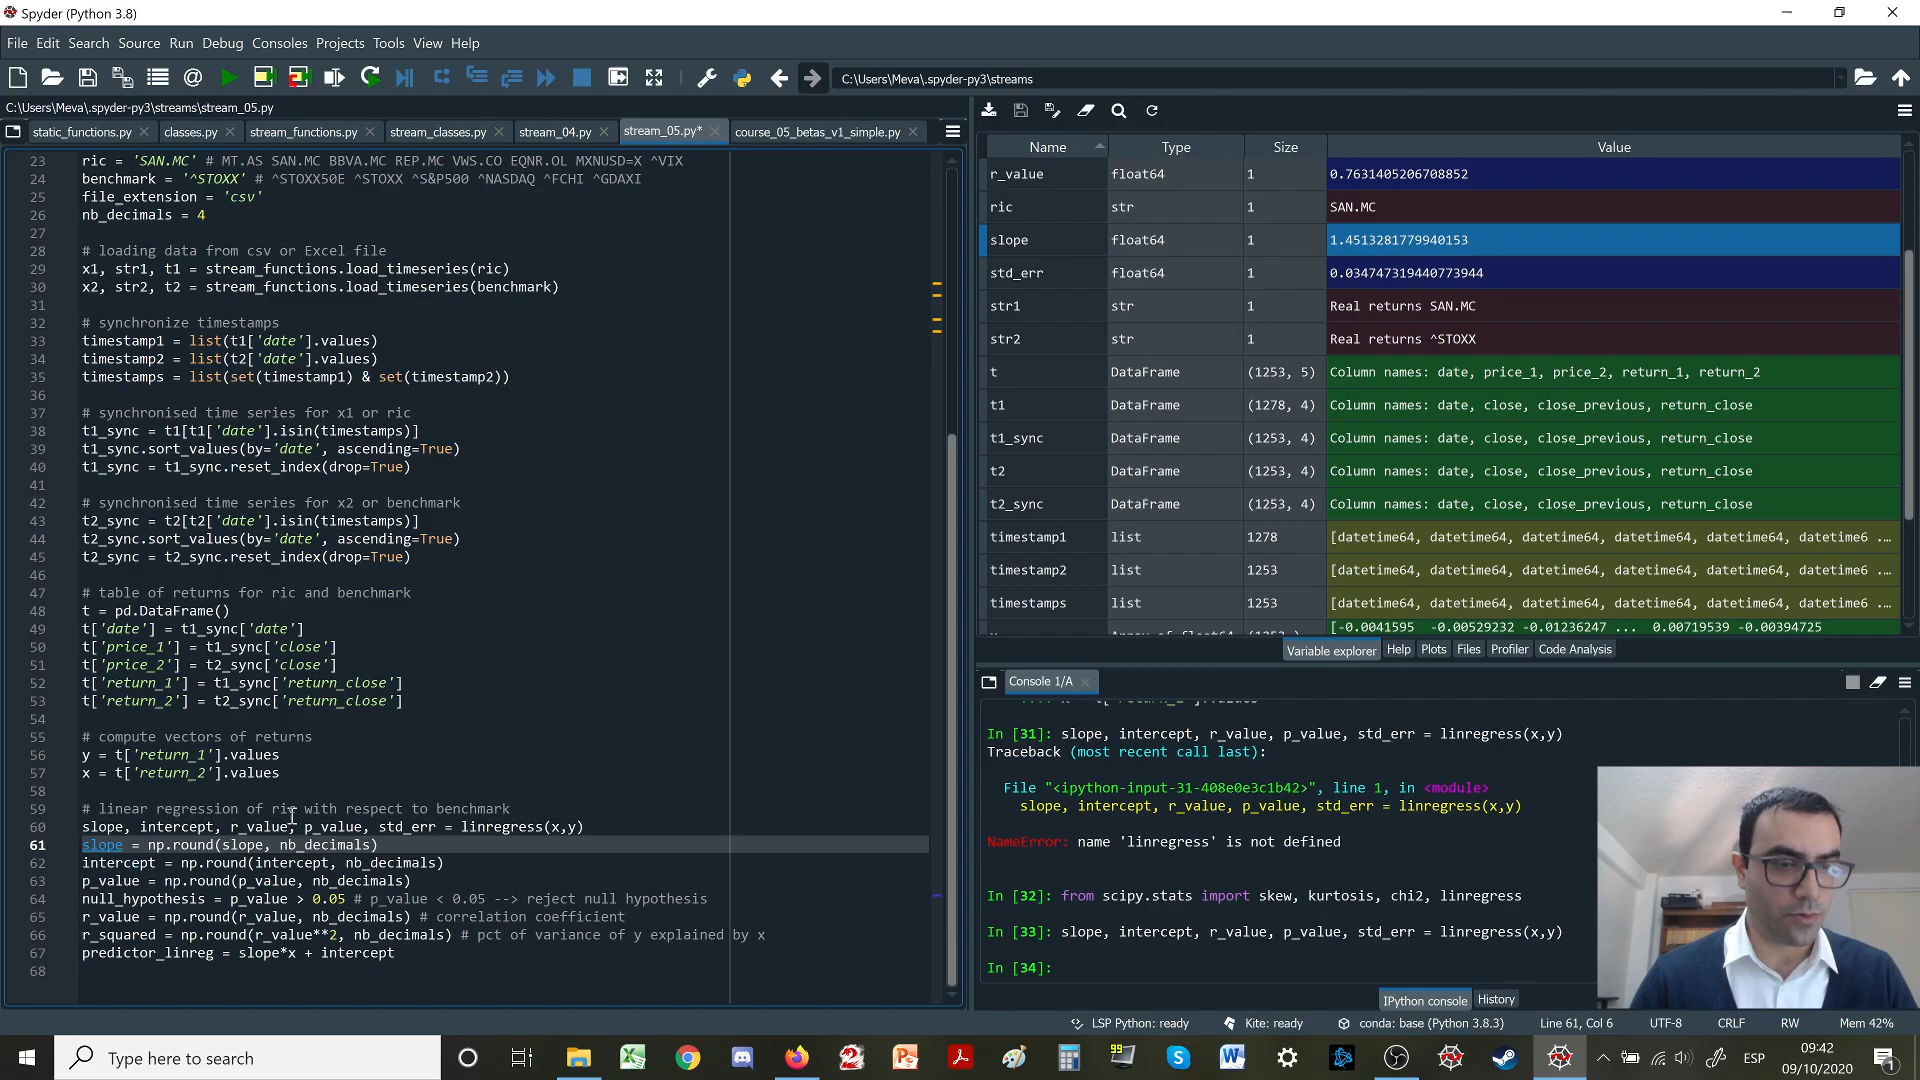 Spyder (Python 3.8)
File Edit Search Source Run Debug Consoles Projects Tools View Help
C:\Users\Meva\.spyder-py3\streams
C:\Users\Meva\.spyder-py3\streams\stream_05.py
static_functions.py classes.py stream_functions.py stream_classes.py stream_04.py stream_05.py* course_05_betas_v1_simple.py
23 ric = 'SAN.MC' # MT.AS SAN.MC BBVA.MC REP.MC VWS.CO EQNR.OL MXNUSD=X ^VIX
24 benchmark = '^STOXX' # ^STOXX50E ^STOXX ^S&P500 ^NASDAQ ^FCHI ^GDAXI
25 file_extension = 'csv'
26 nb_decimals = 4
27
28 # loading data from csv or Excel file
29 x1, str1, t1 = stream_functions.load_timeseries(ric)
30 x2, str2, t2 = stream_functions.load_timeseries(benchmark)
31
32 # synchronize timestamps
33 timestamp1 = list(t1['date'].values)
34 timestamp2 = list(t2['date'].values)
35 timestamps = list(set(timestamp1) & set(timestamp2))
36
37 # synchronised time series for x1 or ric
38 t1_sync = t1[t1['date'].isin(timestamps)]
39 t1_sync.sort_values(by='date', ascending=True)
40 t1_sync = t1_sync.reset_index(drop=True)
41
42 # synchronised time series for x2 or benchmark
43 t2_sync = t2[t2['date'].isin(timestamps)]
44 t2_sync.sort_values(by='date', ascending=True)
45 t2_sync = t2_sync.reset_index(drop=True)
46
47 # table of returns for ric and benchmark
48 t = pd.DataFrame()
49 t['date'] = t1_sync['date']
50 t['price_1'] = t1_sync['close']
51 t['price_2'] = t2_sync['close']
52 t['return_1'] = t1_sync['return_close']
53 t['return_2'] = t2_sync['return_close']
54
55 # compute vectors of returns
56 y = t['return_1'].values
57 x = t['return_2'].values
58
59 # linear regression of ric with respect to benchmark
60 slope, intercept, r_value, p_value, std_err = linregress(x,y)
61 slope = np.round(slope, nb_decimals)
62 intercept = np.round(intercept, nb_decimals)
63 p_value = np.round(p_value, nb_decimals)
64 null_hypothesis = p_value > 0.05 # p_value < 0.05 --> reject null hypothesis
65 r_value = np.round(r_value, nb_decimals) # correlation coefficient
66 r_squared = np.round(r_value**2, nb_decimals) # pct of variance of y explained by x
67 predictor_linreg = slope*x + intercept
68
Name Type Size Value
r_value float64 1 0.7631405206708852
ric str 1 SAN.MC
slope float64 1 1.4513281779940153
std_err float64 1 0.034747319440773944
str1 str 1 Real returns SAN.MC
str2 str 1 Real returns ^STOXX
t DataFrame (1253, 5) Column names: date, price_1, price_2, return_1, return_2
t1 DataFrame (1278, 4) Column names: date, close, close_previous, return_close
t1_sync DataFrame (1253, 4) Column names: date, close, close_previous, return_close
t2 DataFrame (1253, 4) Column names: date, close, close_previous, return_close
t2_sync DataFrame (1253, 4) Column names: date, close, close_previous, return_close
timestamp1 list 1278 [datetime64, datetime64, datetime64, datetime64, datetime64, datetime6 ...
timestamp2 list 1253 [datetime64, datetime64, datetime64, datetime64, datetime64, datetime6 ...
timestamps list 1253 [datetime64, datetime64, datetime64, datetime64, datetime64, datetime6 ...
[-0.0041595 -0.00529232 -0.01236247 ... 0.00719539 -0.00394725
Variable explorer Help Plots Files Profiler Code Analysis
Console 1/A
In [31]: slope, intercept, r_value, p_value, std_err = linregress(x,y)
Traceback (most recent call last):
File "<ipython-input-31-408e0e3c1b42>", line 1, in <module>
slope, intercept, r_value, p_value, std_err = linregress(x,y)
NameError: name 'linregress' is not defined
In [32]: from scipy.stats import skew, kurtosis, chi2, linregress
In [33]: slope, intercept, r_value, p_value, std_err = linregress(x,y)
In [34]:
IPython console History
LSP Python: ready Kite: ready conda: base (Python 3.8.3) Line 61, Col 6 UTF-8 CRLF RW Mem 42%
Type here to search
99
ESP
09:42
09/10/2020
1